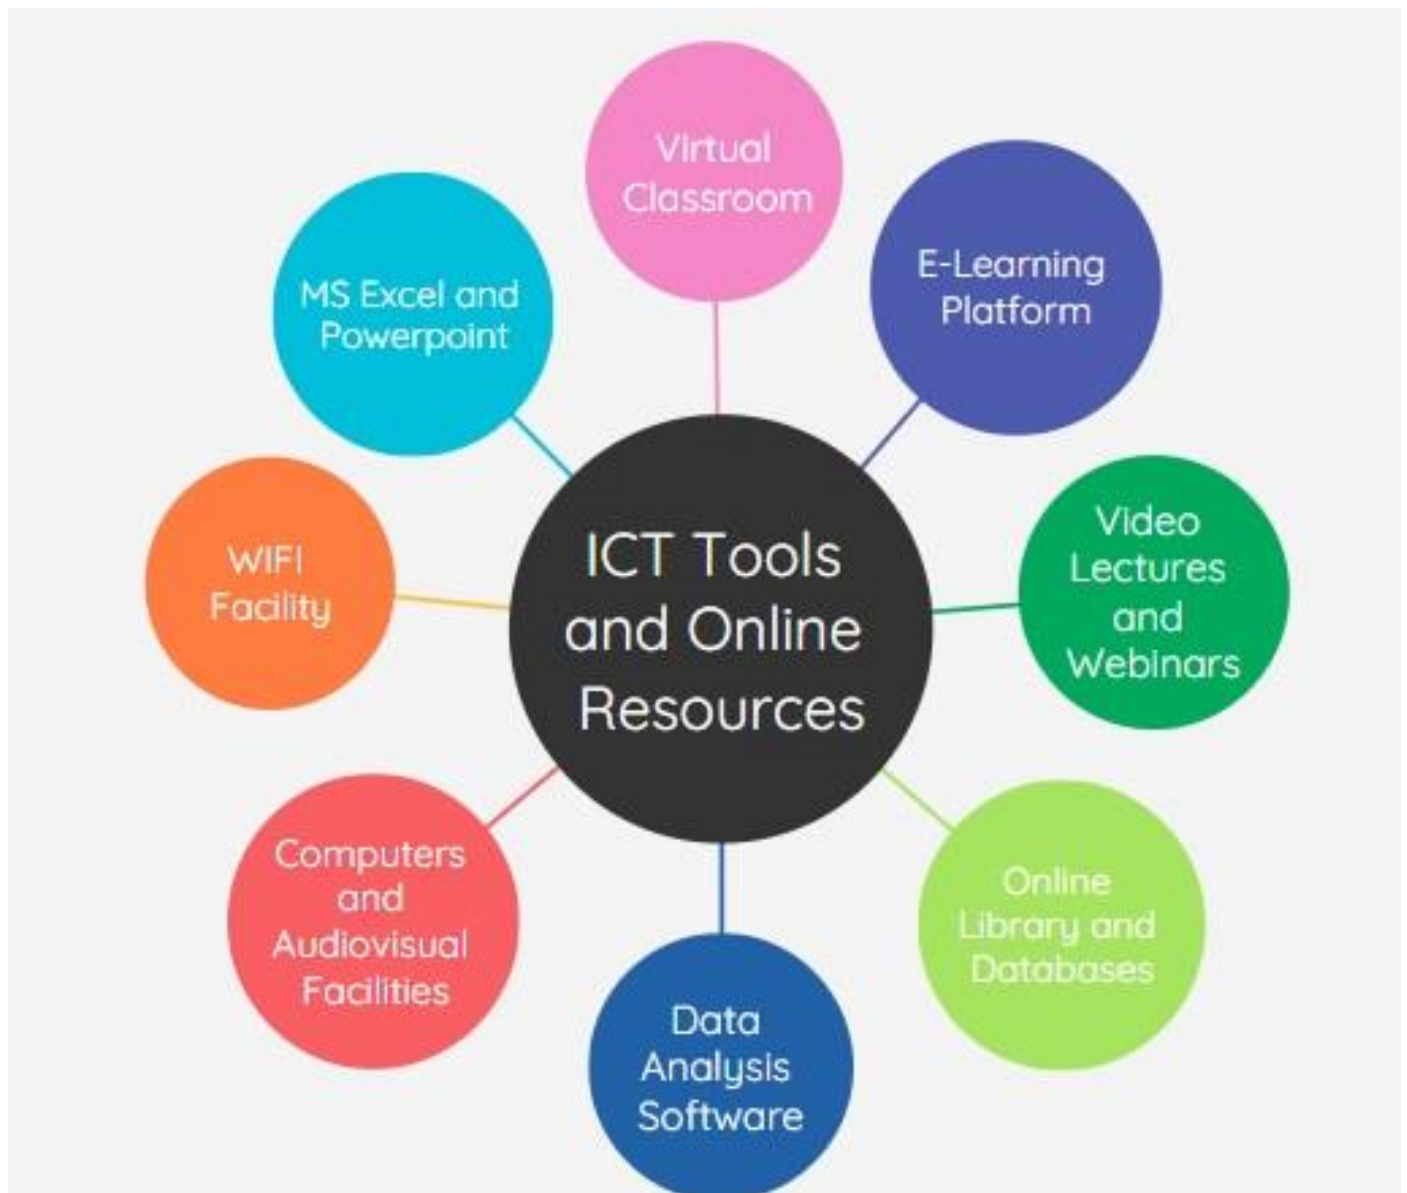 Virtual
Classroom
E-Learning
Platform
MS Excel and
Powerpoint
Video
Lectures
and
Webinars
WIFI
Facility
ICT Tools
and Online
Resources
Computers
and
Audiovisual
Facilities
Online
Library and
Databases
Data
Analysis
Software